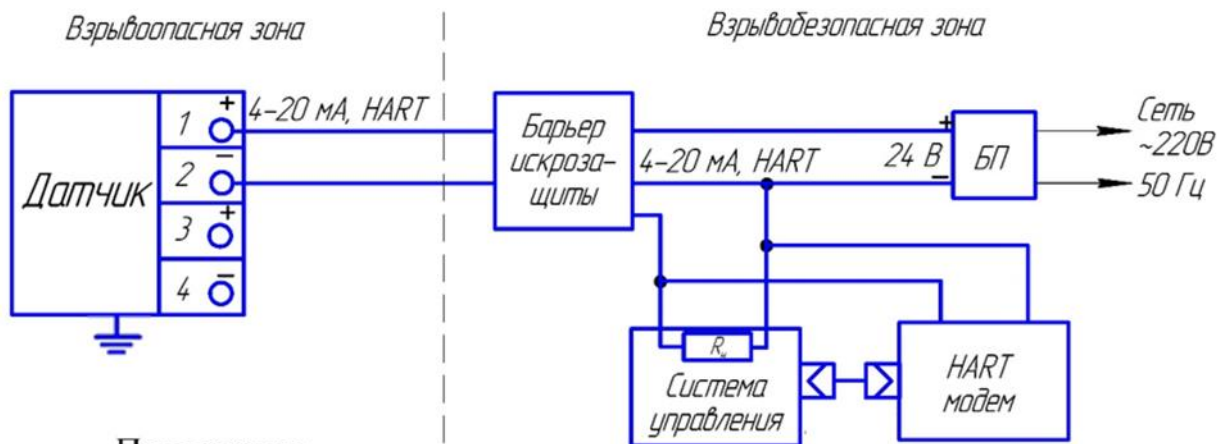 Взрывоопасная зона
Взрывобезопасная зона
Датчик
1 +
2 –
3 +
4 –
4–20 мА, HART
Барьер
искроза–
щиты
4–20 мА, HART
+
24 В
–
БП
Сеть
~220В
50 Гц
Rн
Система
управления
HART
модем